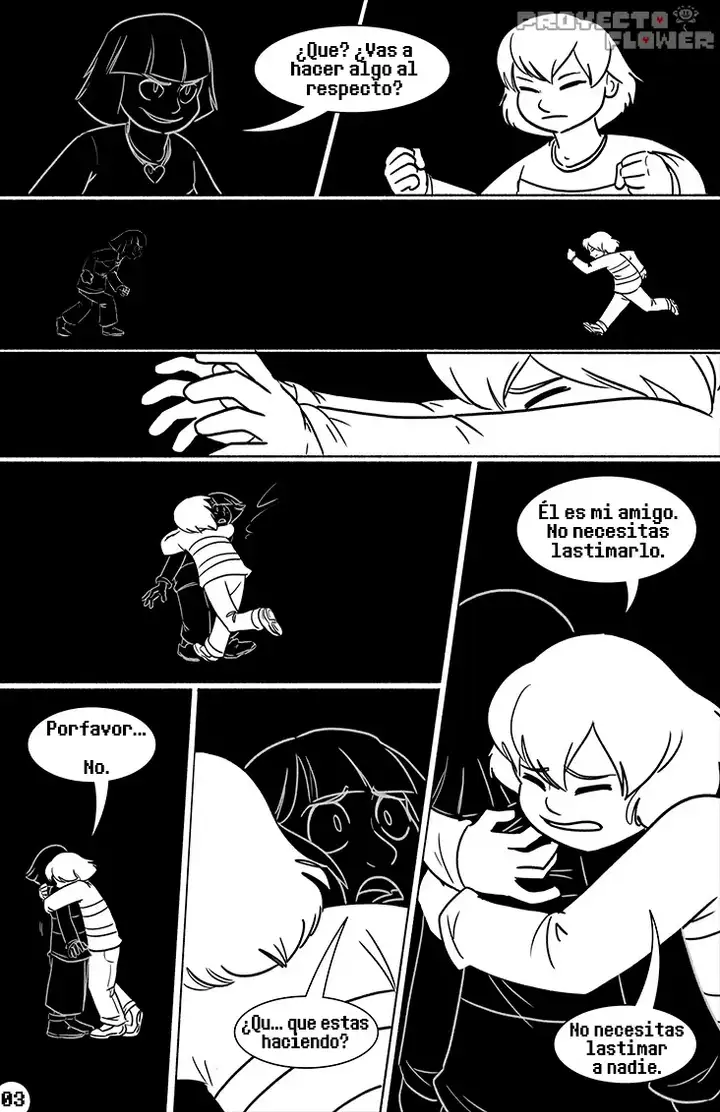 PROYECTO
FLOWER
¿Que? ¿Vas a
hacer algo al
respecto?
Él es mi amigo.
No necesitas
lastimarlo.
Porfavor...
No.
¿Qu... que estas
haciendo?
No necesitas
lastimar
a nadie.
03